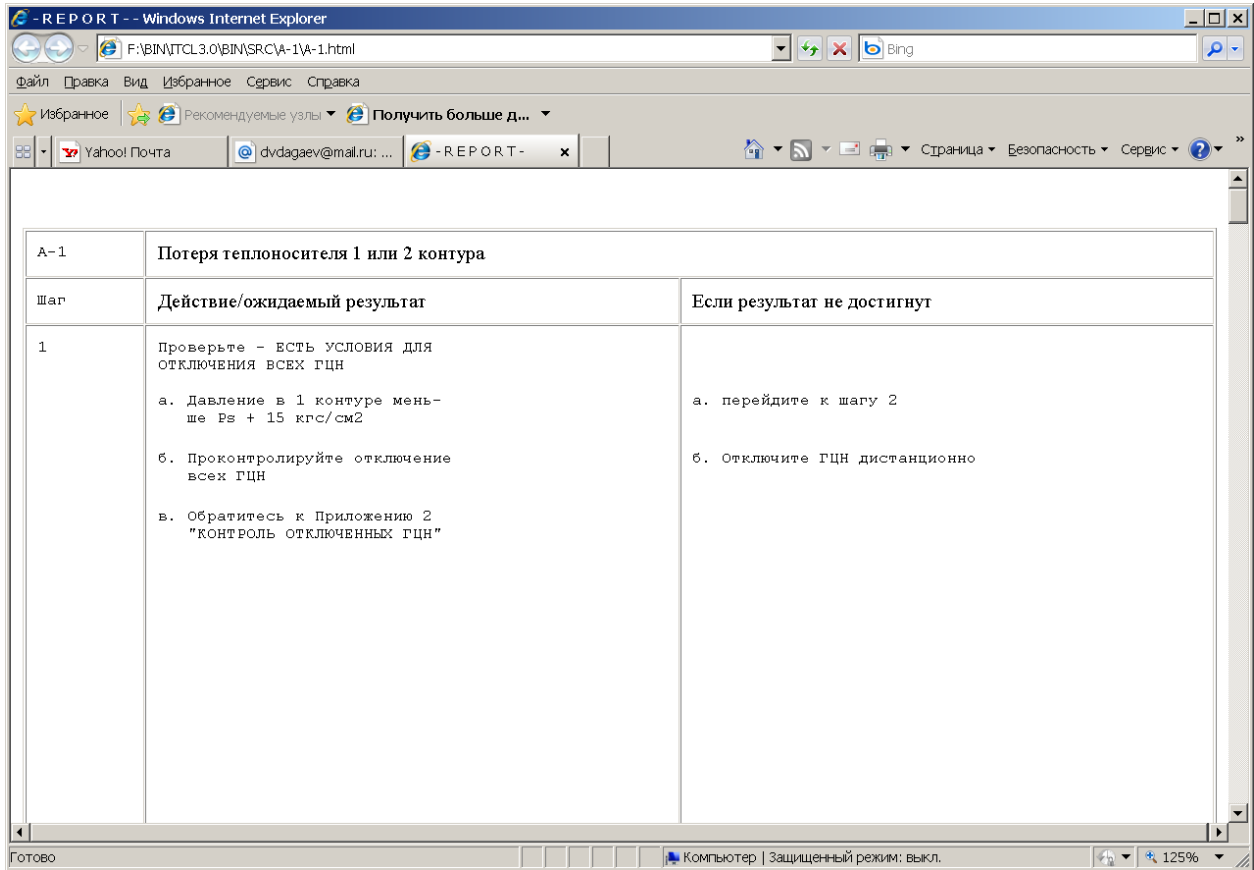 - R E P O R T - - Windows Internet Explorer
F:\BIN\ITCL3.0\BIN\SRC\A-1\A-1.html
Bing
Файл Правка Вид Избранное Сервис Справка
Избранное Рекомендуемые узлы Получить больше д...
Yahoo! Почта dvdagaev@mail.ru: ... - R E P O R T - Страница Безопасность Сервис »
А-1 Потеря теплоносителя 1 или 2 контура
Шаг Действие/ожидаемый результат Если результат не достигнут
1 Проверьте - ЕСТЬ УСЛОВИЯ ДЛЯ
ОТКЛЮЧЕНИЯ ВСЕХ ГЦН
а. Давление в 1 контуре мень- а. перейдите к шагу 2
ше Ps + 15 кгс/см2
б. Проконтролируйте отключение б. Отключите ГЦН дистанционно
всех ГЦН
в. Обратитесь к Приложению 2
"КОНТРОЛЬ ОТКЛЮЧЕННЫХ ГЦН"
Готово Компьютер | Защищенный режим: выкл. 125%